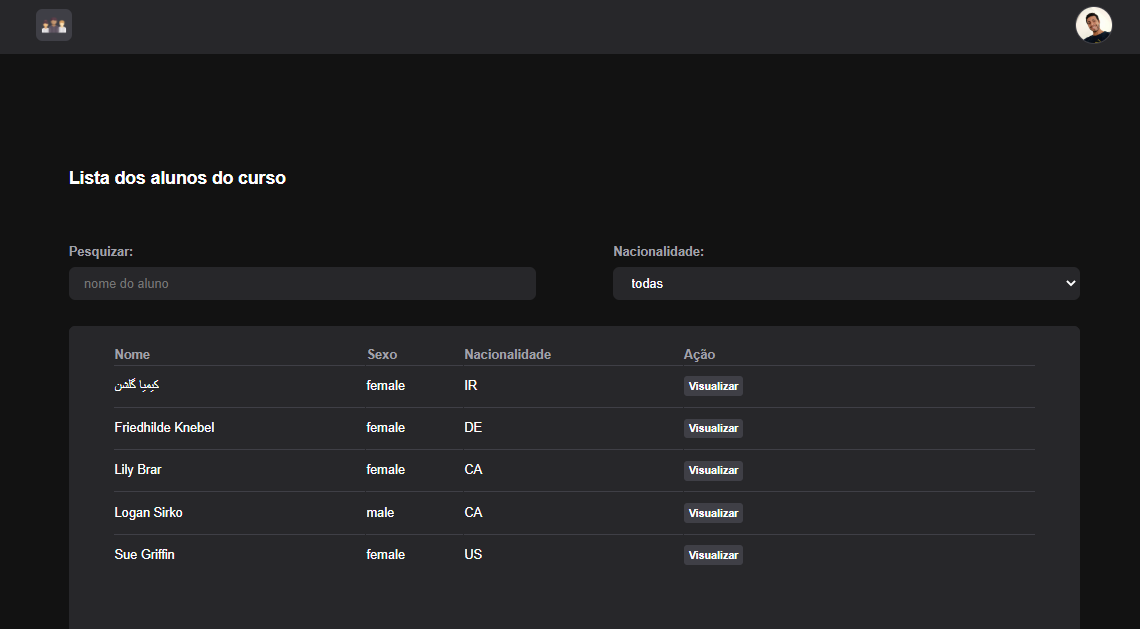 Lista dos alunos do curso
Pesquizar: Nacionalidade:
nome do aluno todas
Nome Sexo Nacionalidade Ação
کیمیا گلشن female IR Visualizar
Friedhilde Knebel female DE Visualizar
Lily Brar female CA Visualizar
Logan Sirko male CA Visualizar
Sue Griffin female US Visualizar